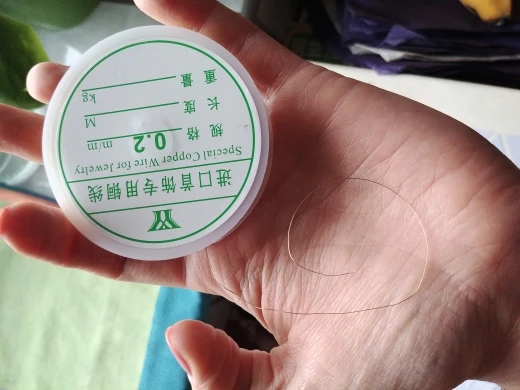 进口首饰专用铜线
Special Copper Wire for Jewelry
规格 0.2 m/m
长度 M
重量 kg